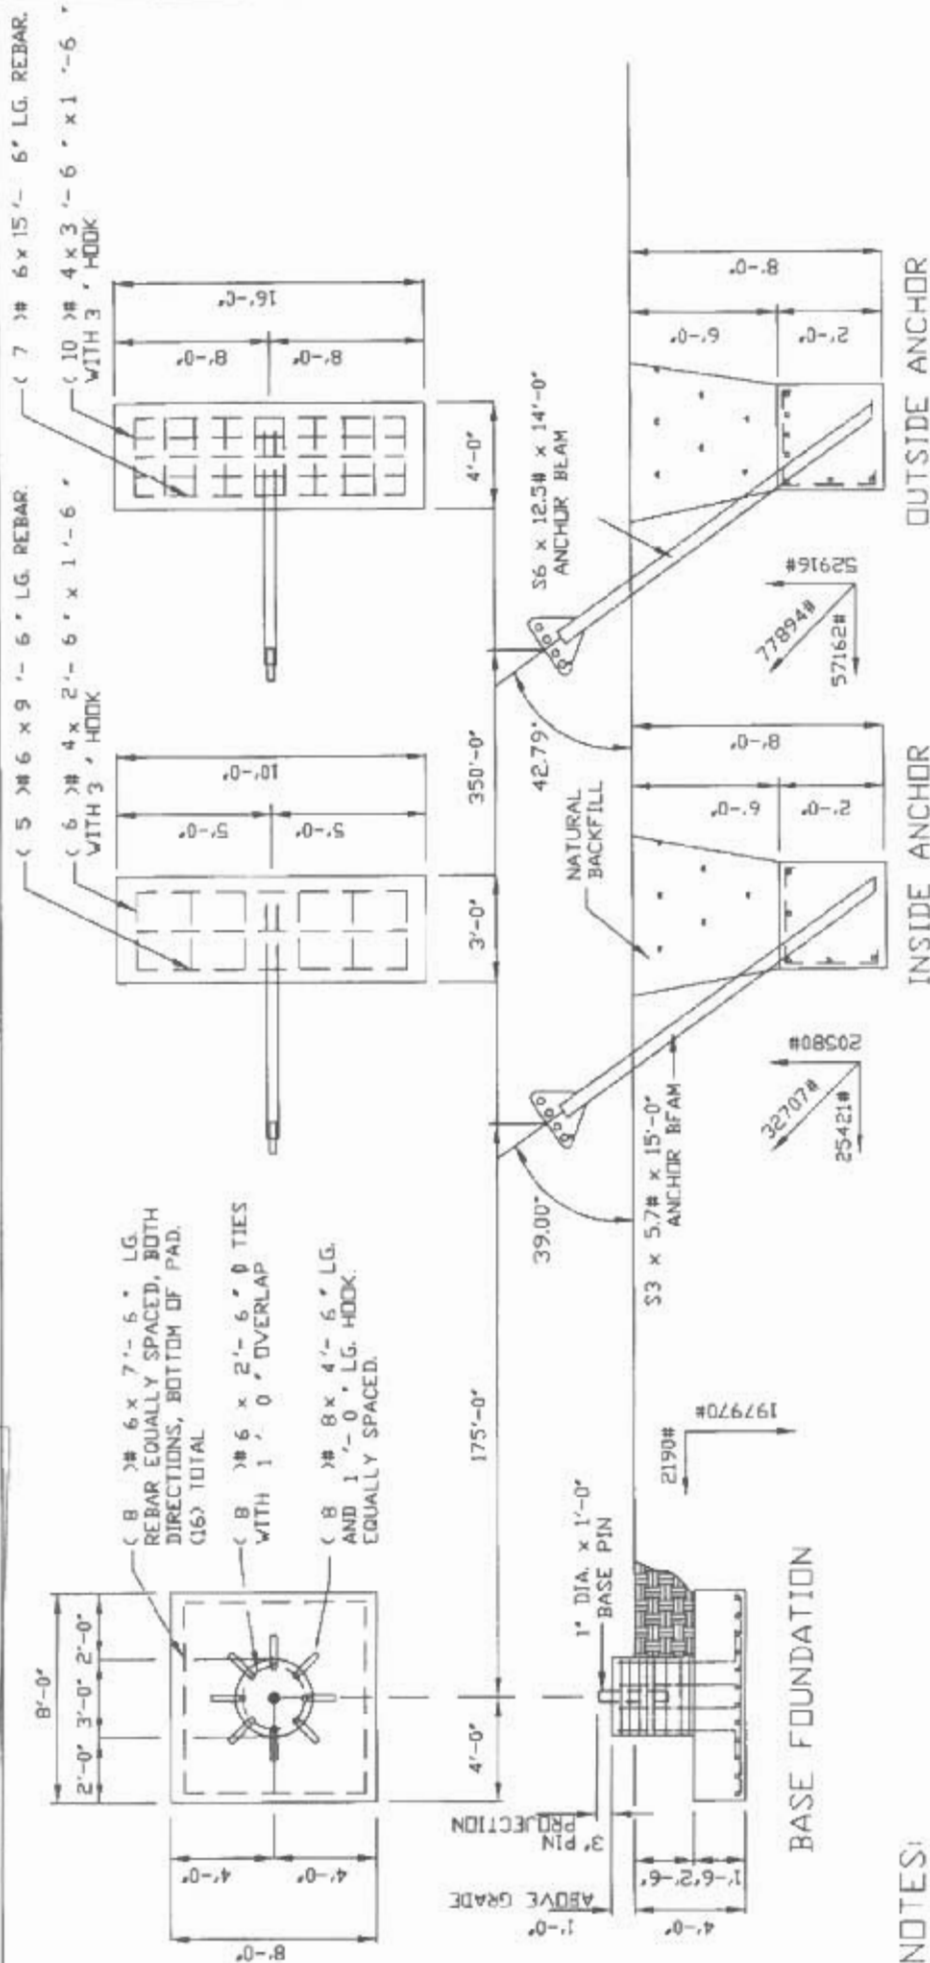 ( 8 )# 6 x 7 '- 6 " LG.
REBAR EQUALLY SPACED, BOTH
DIRECTIONS, BOTTOM OF PAD.
(16) TOTAL
( 8 )# 6 x 2'- 6 " Ø TIES
WITH 1 '- 0 " OVERLAP
( 8 )# 8 x 4'- 6 " LG.
AND 1 '- 0 " LG. HOOK.
EQUALLY SPACED.
8'-0"
2'-0"
3'-0"
2'-0"
4'-0"
4'-0"
8'-0"
( 5 )# 6 x 9 '- 6 " LG. REBAR.
( 6 )# 4 x 2'- 6 " x 1 '-6 "
WITH 3 " HOOK
5'-0"
5'-0"
10'-0"
3'-0"
( 7 )# 6 x 15 '- 6" LG. REBAR.
( 10 )# 4 x 3 '- 6 " x 1 '-6 "
WITH 3 " HOOK
8'-0"
8'-0"
16'-0"
4'-0"
4'-0"
175'-0"
350'-0"
1" DIA. x 1'-0"
BASE PIN
3" PIN
PROJECTION
1'-0"
ABOVE GRADE
1'-6"
2'-6"
4'-0"
2190#
197970#
BASE FOUNDATION
39.00°
S3 x 5.7# x 15'-0"
ANCHOR BEAM
NATURAL
BACKFILL
6'-0"
2'-0"
8'-0"
20580#
32707#
25421#
INSIDE ANCHOR
42.79°
S6 x 12.5# x 14'-0"
ANCHOR BEAM
6'-0"
2'-0"
8'-0"
52916#
77894#
57162#
OUTSIDE ANCHOR
NOTES: